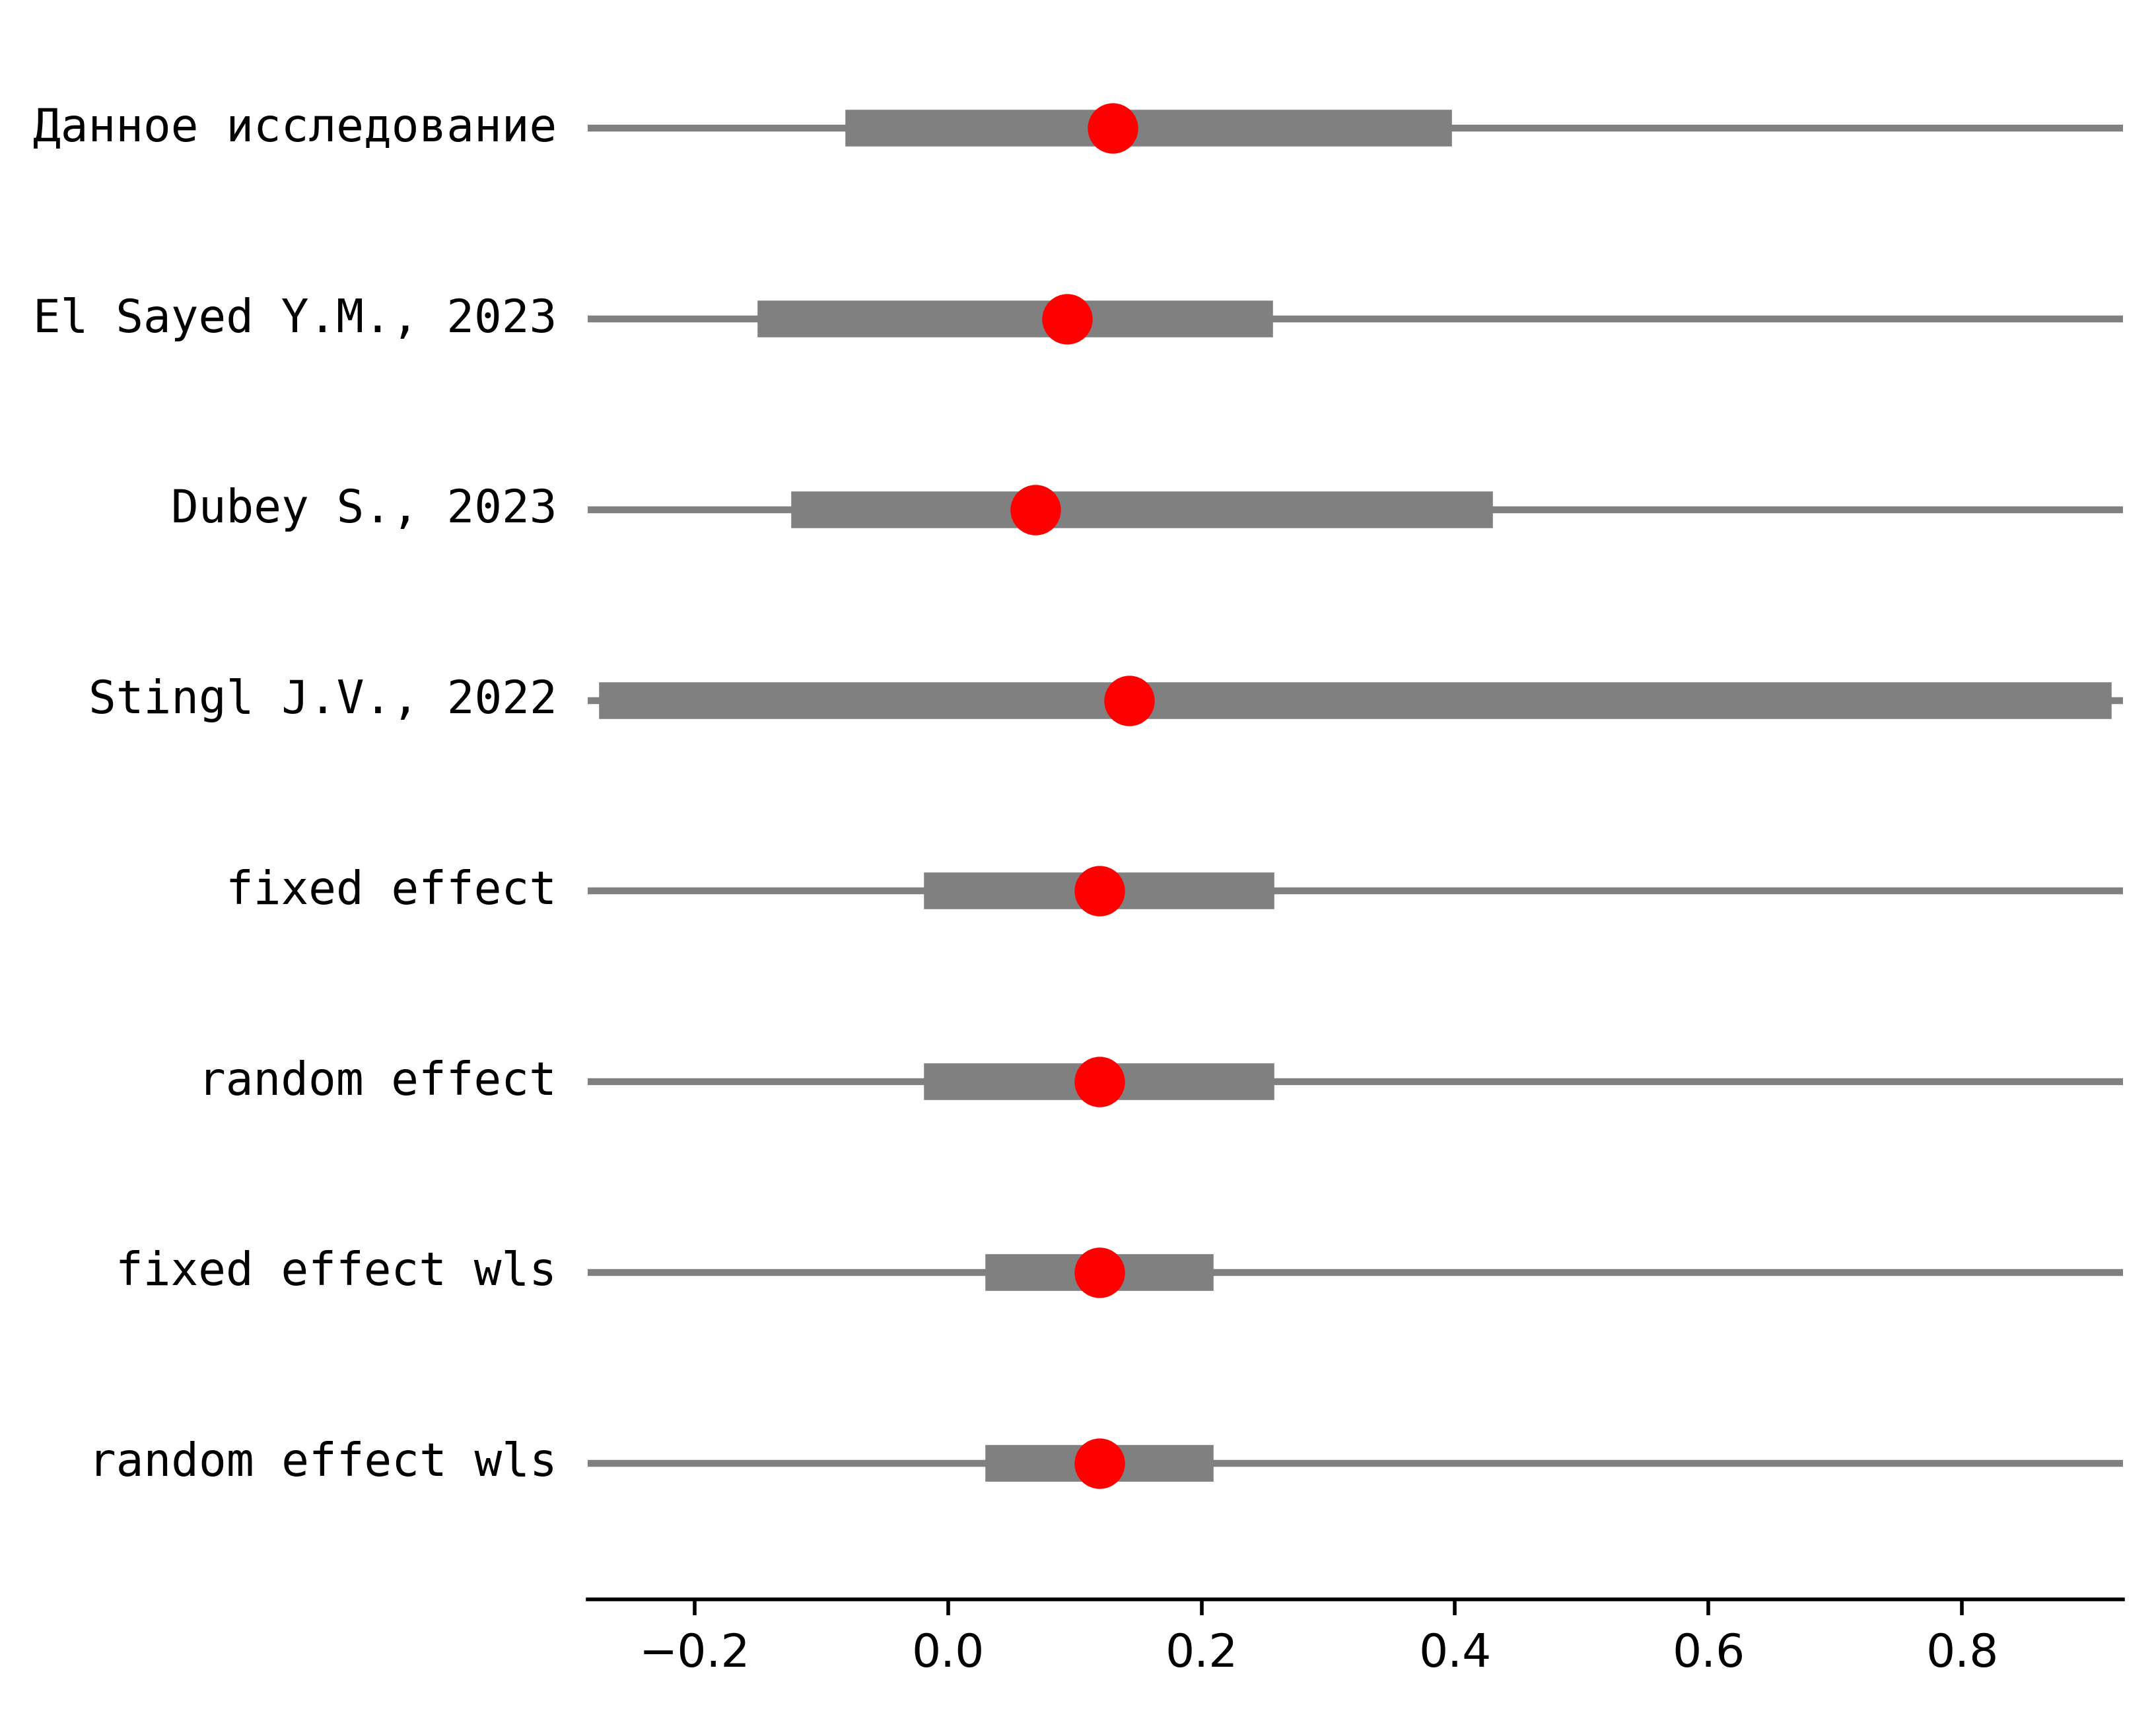 Данное исследование
El Sayed Y.M., 2023
Dubey S., 2023
Stingl J.V., 2022
fixed effect
random effect
fixed effect wls
random effect wls
−0.2 0.0 0.2 0.4 0.6 0.8